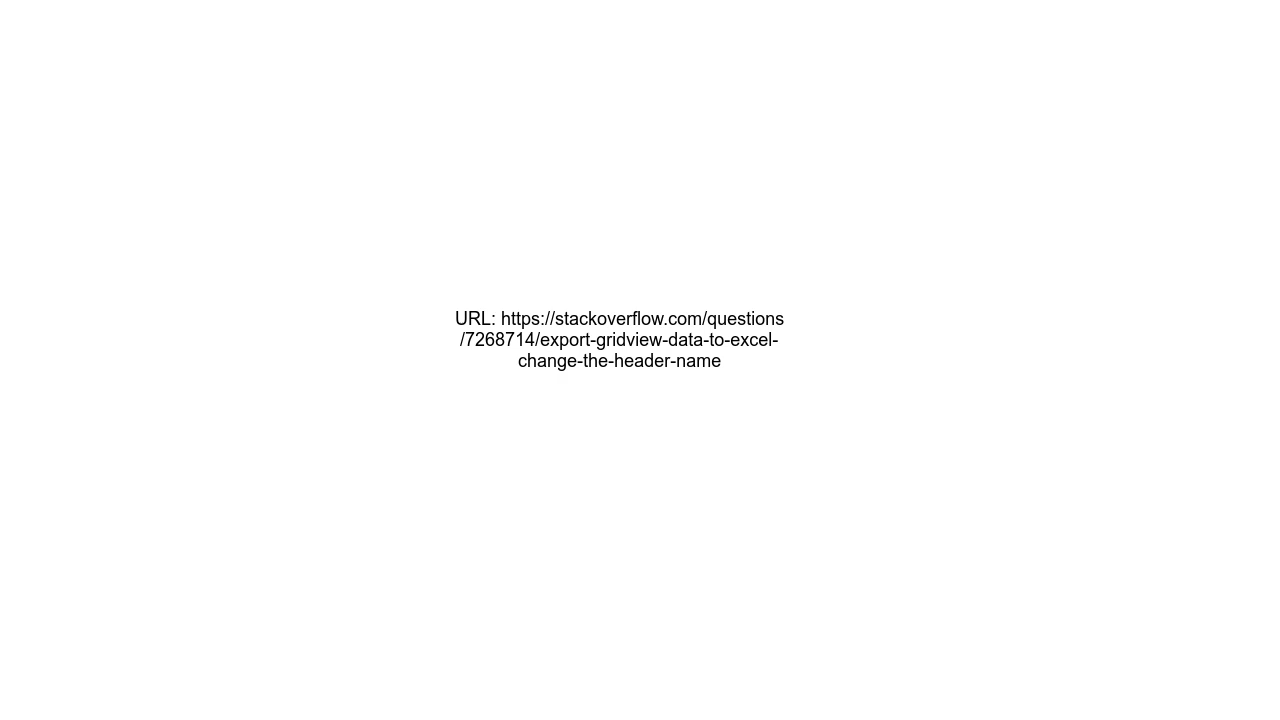 URL: https://stackoverflow.com/questions
/7268714/export-gridview-data-to-excel-
change-the-header-name